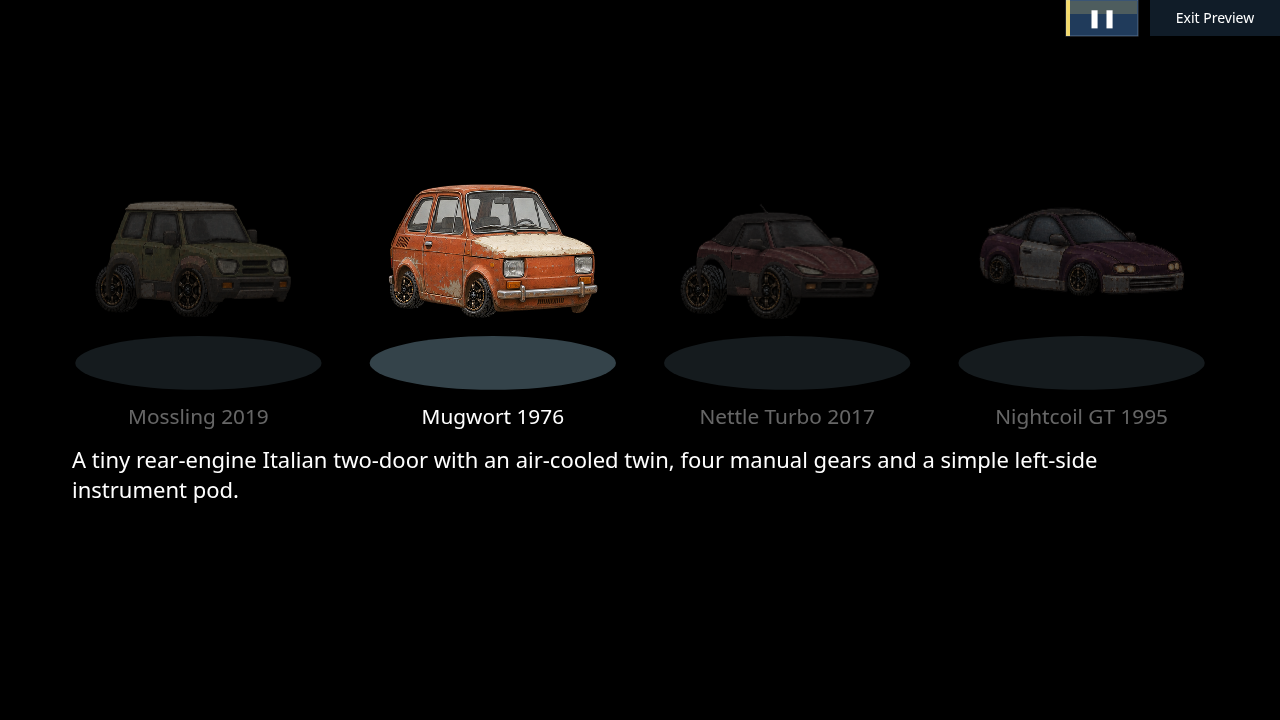 Exit Preview
Mossling 2019
Mugwort 1976
Nettle Turbo 2017
Nightcoil GT 1995
A tiny rear-engine Italian two-door with an air-cooled twin, four manual gears and a simple left-side
instrument pod.